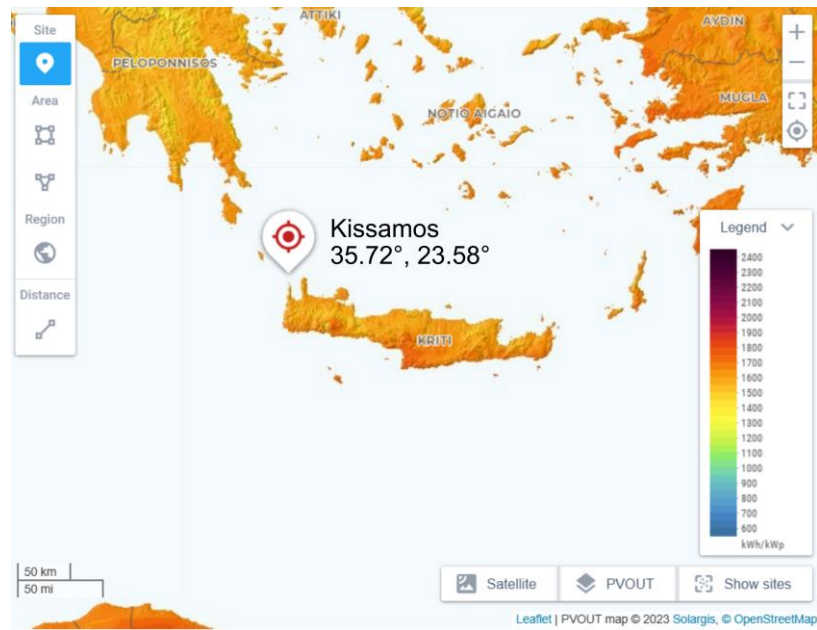 Site
Area
Region
Distance
ATTIKI
PELOPONNISOS
NOTIO AIGAIO
AYDIN
MUGLA
+
−
Kissamos
35.72°, 23.58°
KRITI
Legend
2400
2300
2200
2100
2000
1900
1800
1700
1600
1500
1400
1300
1200
1100
1000
900
800
700
600
kWh/kWp
50 km
50 mi
Satellite
PVOUT
Show sites
Leaflet | PVOUT map © 2023 Solargis, © OpenStreetMap